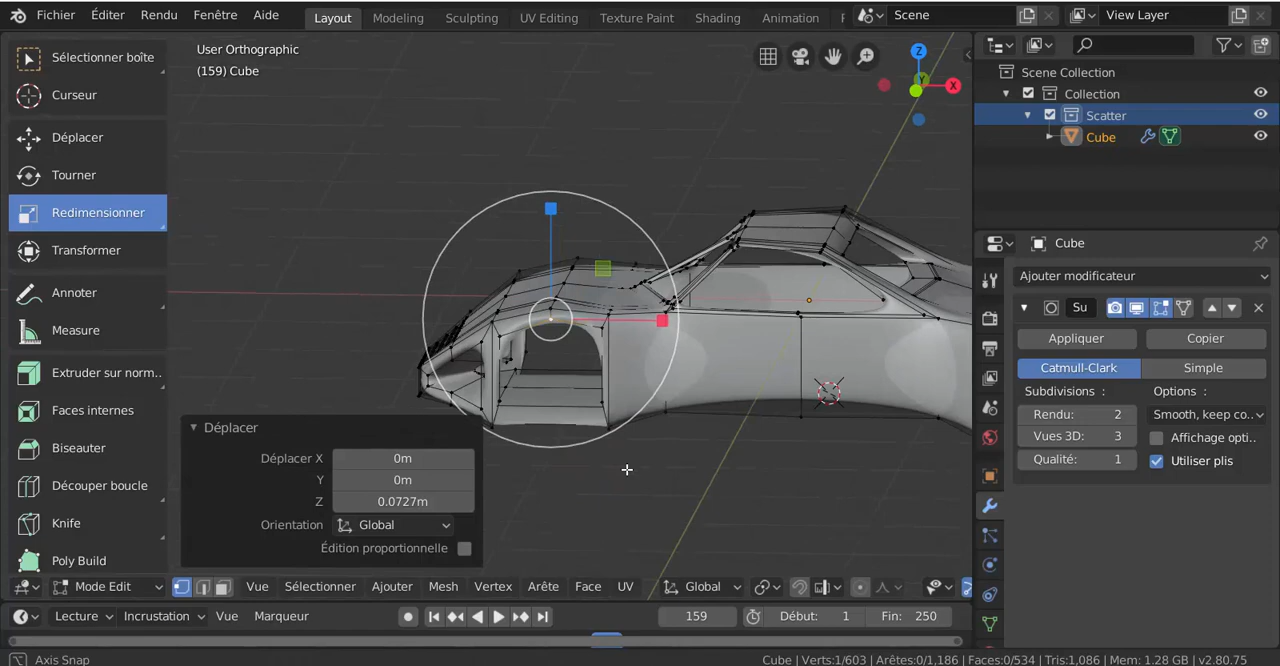 Fichier Éditer Rendu Fenêtre Aide Layout Modeling Sculpting UV Editing Texture Paint Shading Animation Scene View Layer
Sélectionner boîte
Curseur
Déplacer
Tourner
Redimensionner
Transformer
Annoter
Measure
Extruder sur norm..
Faces internes
Biseauter
Découper boucle
Knife
Poly Build
User Orthographic
(159) Cube
Z
Y
X
Déplacer
Déplacer X 0m
Y 0m
Z 0.0727m
Orientation Global
Édition proportionnelle
Mode Edit Vue Sélectionner Ajouter Mesh Vertex Arête Face UV Global
Lecture Incrustation Vue Marqueur 159 Début: 1 Fin: 250
Axis Snap
Cube | Verts:1/603 | Arêtes:0/1,186 | Faces:0/534 | Tris:1,086 | Mem: 1.28 GB | v2.80.75
Scene Collection
Collection
Scatter
Cube
Cube
Ajouter modificateur
Su
Appliquer Copier
Catmull-Clark Simple
Subdivisions : Options :
Rendu: 2 Smooth, keep co..
Vues 3D: 3 Affichage opti..
Qualité: 1 Utiliser plis